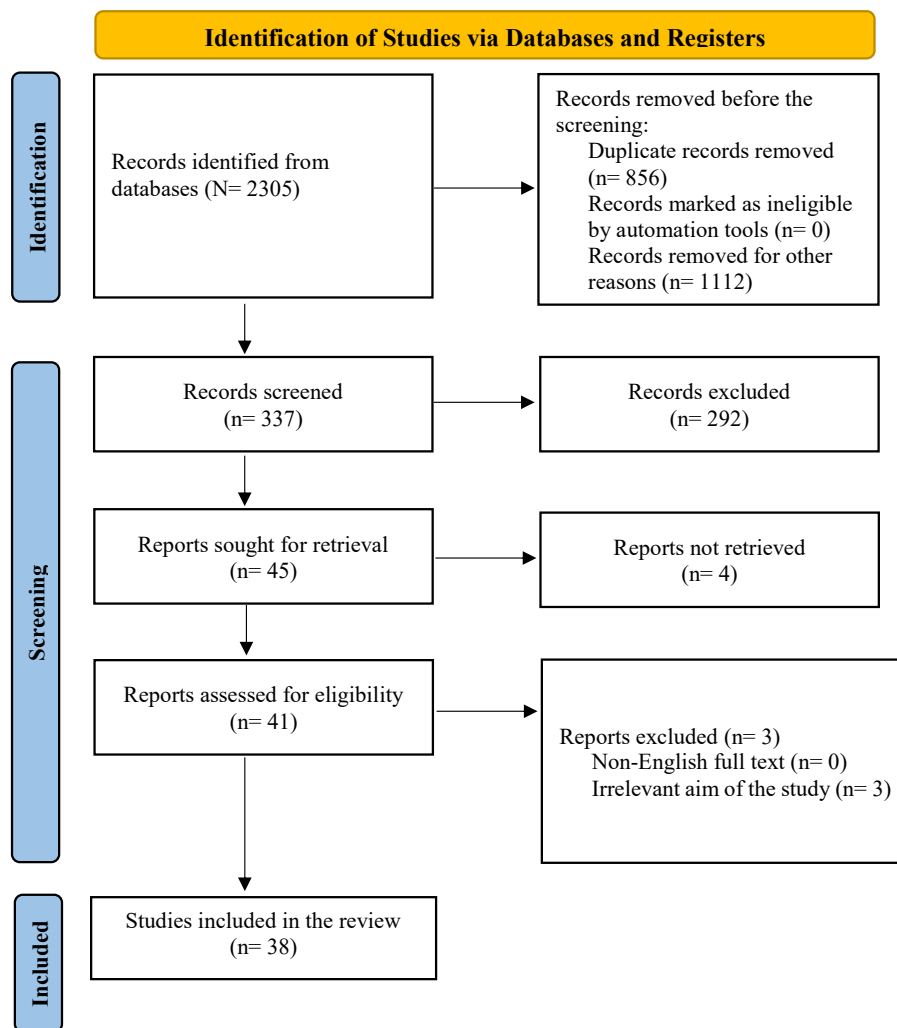 Identification of Studies via Databases and Registers
Identification
Records identified from
databases (N= 2305)
Records removed before the
screening:
Duplicate records removed
(n= 856)
Records marked as ineligible
by automation tools (n= 0)
Records removed for other
reasons (n= 1112)
Screening
Records screened
(n= 337)
Records excluded
(n= 292)
Reports sought for retrieval
(n= 45)
Reports not retrieved
(n= 4)
Reports assessed for eligibility
(n= 41)
Reports excluded (n= 3)
Non-English full text (n= 0)
Irrelevant aim of the study (n= 3)
Included
Studies included in the review
(n= 38)